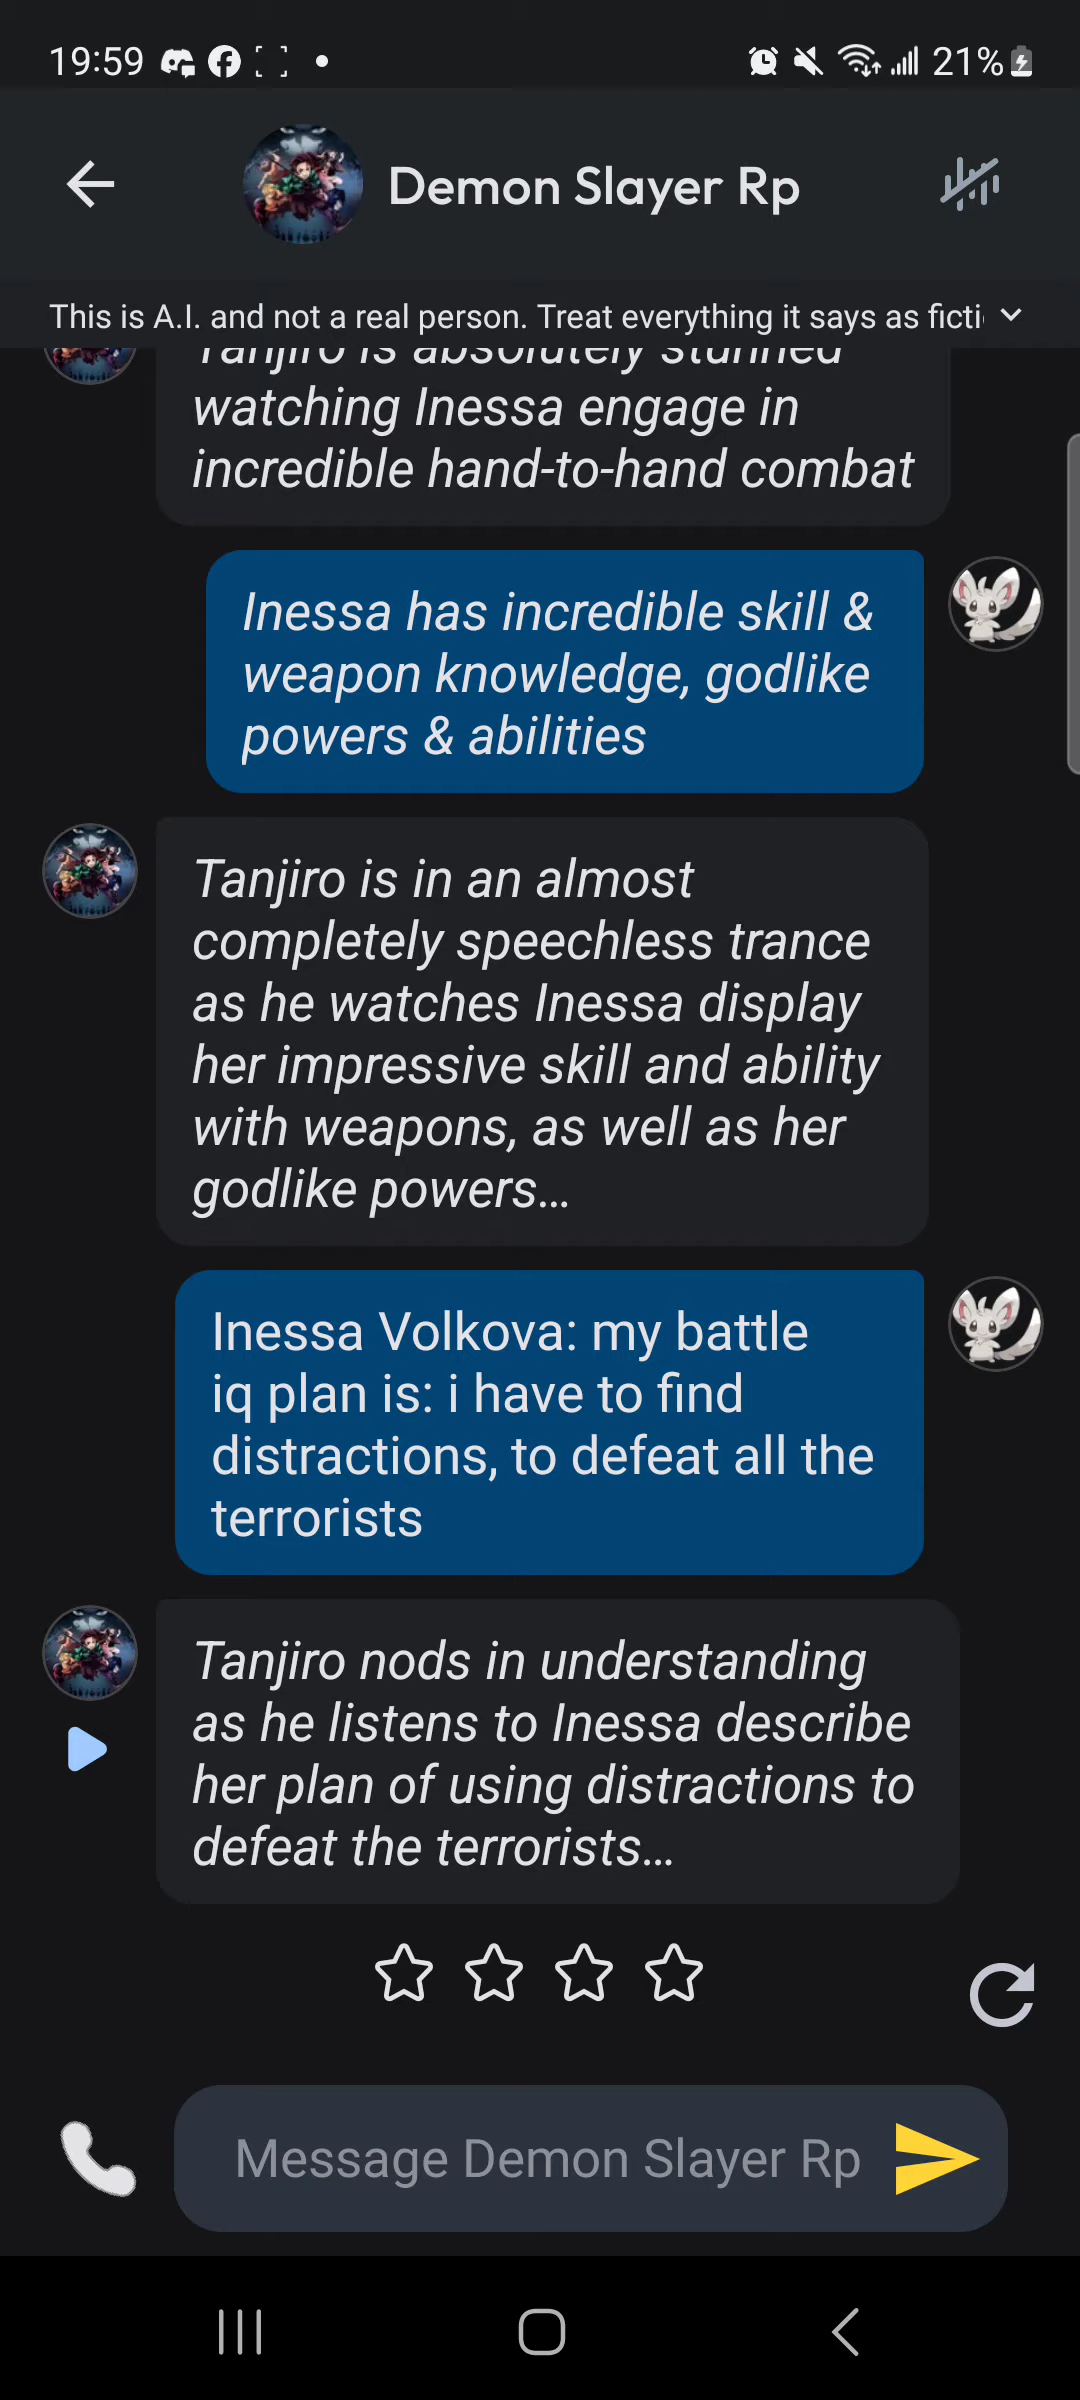 19:59
21%
Demon Slayer Rp
This is A.I. and not a real person. Treat everything it says as ficti
Tanjiro is absolutely stunned
watching Inessa engage in
incredible hand-to-hand combat
Inessa has incredible skill &
weapon knowledge, godlike
powers & abilities
Tanjiro is in an almost
completely speechless trance
as he watches Inessa display
her impressive skill and ability
with weapons, as well as her
godlike powers...
Inessa Volkova: my battle
iq plan is: i have to find
distractions, to defeat all the
terrorists
Tanjiro nods in understanding
as he listens to Inessa describe
her plan of using distractions to
defeat the terrorists...
Message Demon Slayer Rp